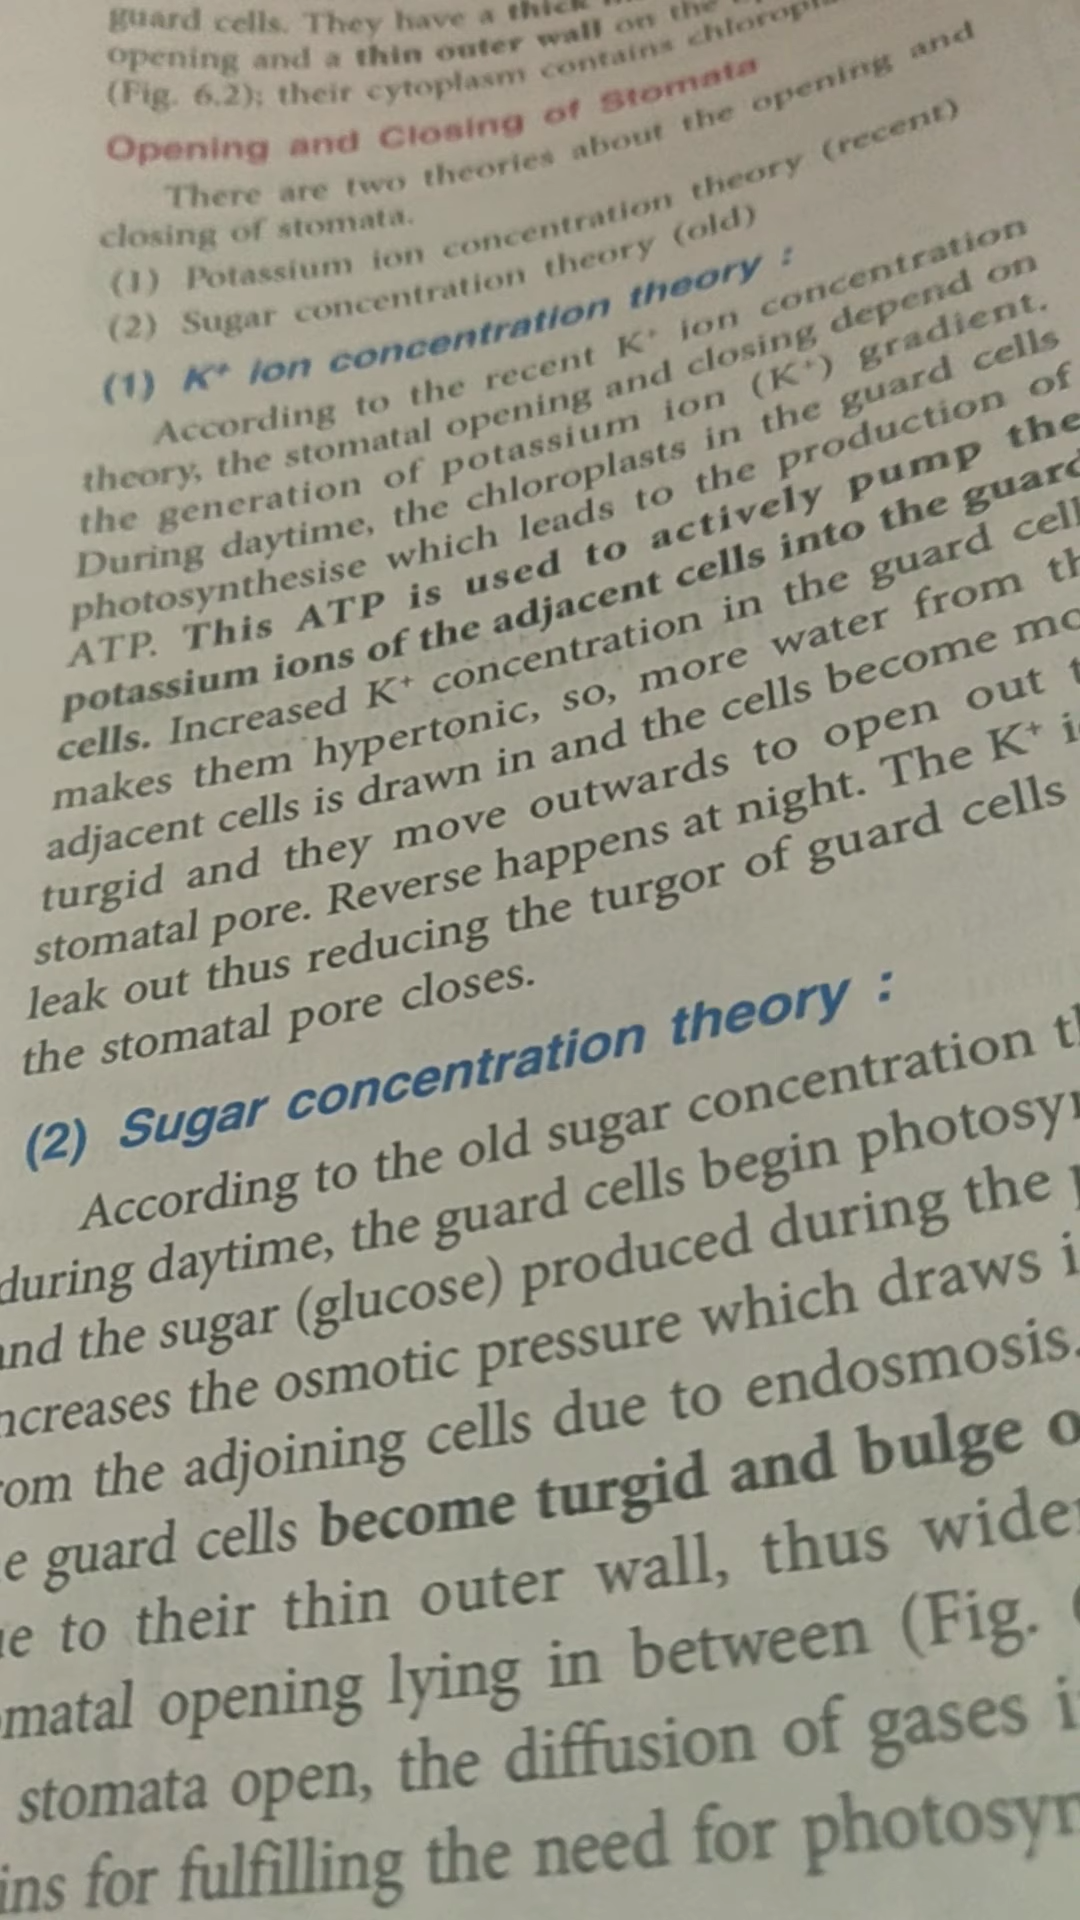 guard cells. They have a thick
opening and a thin outer wall on the
(Fig. 6.2); their cytoplasm contains
Opening and Closing of Stomata
There are two theories about the opening and
closing of stomata.
(1) Potassium ion concentration theory (recent)
(2) Sugar concentration theory (old)
(1) K⁺ ion concentration theory :
According to the recent K⁺ ion concentration
theory, the stomatal opening and closing depend on
the generation of potassium ion (K⁺) gradient.
During daytime, the chloroplasts in the guard cells
photosynthesise which leads to the production of
ATP. This ATP is used to actively pump the
potassium ions of the adjacent cells into the guard
cells. Increased K⁺ concentration in the guard cell
makes them hypertonic, so, more water from th
adjacent cells is drawn in and the cells become mo
turgid and they move outwards to open out t
stomatal pore. Reverse happens at night. The K⁺ i
leak out thus reducing the turgor of guard cells
the stomatal pore closes.
(2) Sugar concentration theory :
According to the old sugar concentration th
during daytime, the guard cells begin photosyn
and the sugar (glucose) produced during the p
ncreases the osmotic pressure which draws i
rom the adjoining cells due to endosmosis.
e guard cells become turgid and bulge o
ue to their thin outer wall, thus wide
omatal opening lying in between (Fig. 6
stomata open, the diffusion of gases i
ins for fulfilling the need for photosyn